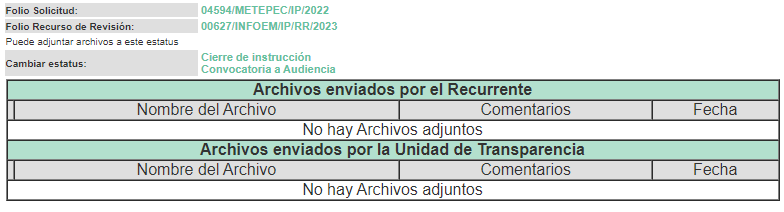 Folio Solicitud: 04594/METEPEC/IP/2022
Folio Recurso de Revisión: 00627/INFOEM/IP/RR/2023
Puede adjuntar archivos a este estatus
Cambiar estatus: Cierre de instrucción
Convocatoria a Audiencia
Archivos enviados por el Recurrente
Nombre del Archivo Comentarios Fecha
No hay Archivos adjuntos
Archivos enviados por la Unidad de Transparencia
Nombre del Archivo Comentarios Fecha
No hay Archivos adjuntos